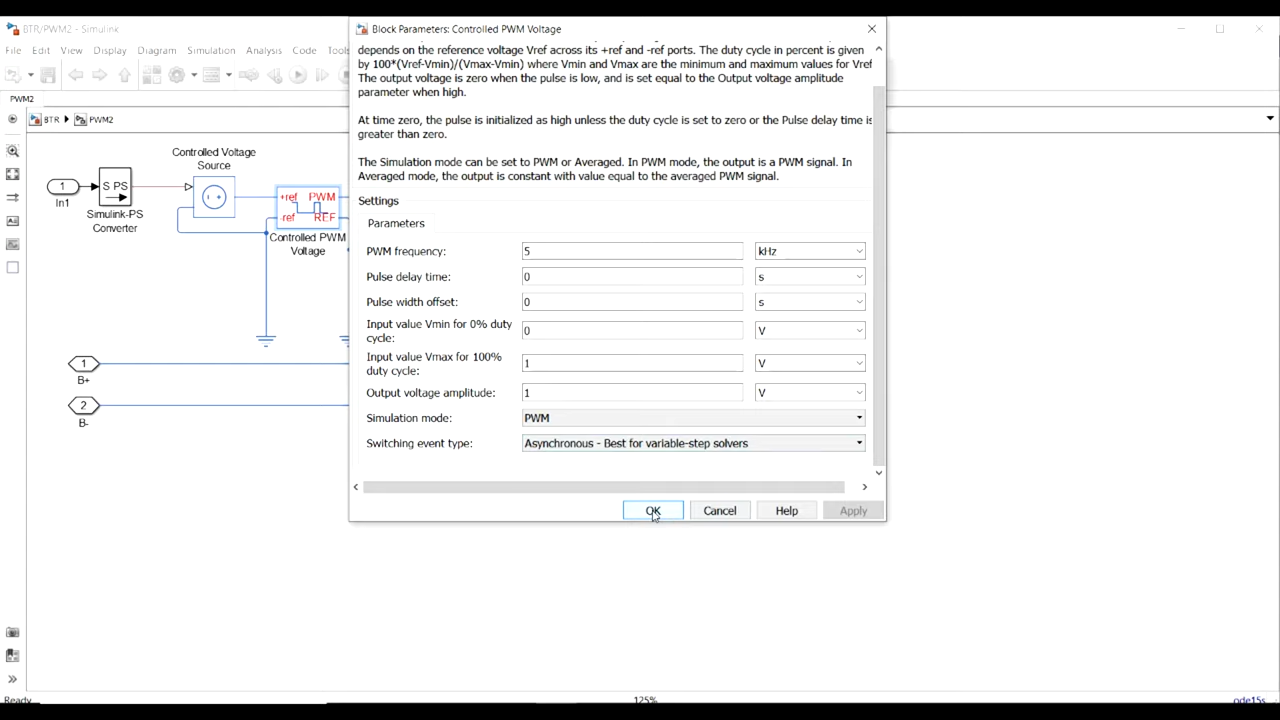 BTR/PWM2 - Simulink
File Edit View Display Diagram Simulation Analysis Code
PWM2
BTR PWM2
Controlled Voltage
Source
1
In1
S PS
Simulink-PS
Converter
+ref PWM
-ref REF
Controlled PWM
Voltage
1
B+
2
B-
Block Parameters: Controlled PWM Voltage
depends on the reference voltage Vref across its +ref and -ref ports. The duty cycle in percent is given
by 100*(Vref-Vmin)/(Vmax-Vmin) where Vmin and Vmax are the minimum and maximum values for Vref
The output voltage is zero when the pulse is low, and is set equal to the Output voltage amplitude
parameter when high.
At time zero, the pulse is initialized as high unless the duty cycle is set to zero or the Pulse delay time is
greater than zero.
The Simulation mode can be set to PWM or Averaged. In PWM mode, the output is a PWM signal. In
Averaged mode, the output is constant with value equal to the averaged PWM signal.
Settings
Parameters
PWM frequency: 5 kHz
Pulse delay time: 0 s
Pulse width offset: 0 s
Input value Vmin for 0% duty
cycle: 0 V
Input value Vmax for 100%
duty cycle: 1 V
Output voltage amplitude: 1 V
Simulation mode: PWM
Switching event type: Asynchronous - Best for variable-step solvers
OK Cancel Help Apply
Ready 125% ode15s